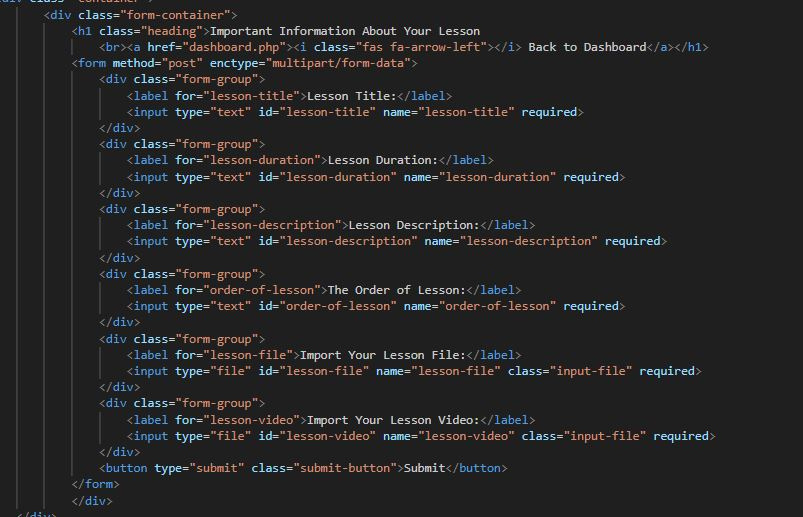 <div class="form-container">
<h1 class="heading">Important Information About Your Lesson
<br><a href="dashboard.php"><i class="fas fa-arrow-left"></i> Back to Dashboard</a></h1>
<form method="post" enctype="multipart/form-data">
<div class="form-group">
<label for="lesson-title">Lesson Title:</label>
<input type="text" id="lesson-title" name="lesson-title" required>
</div>
<div class="form-group">
<label for="lesson-duration">Lesson Duration:</label>
<input type="text" id="lesson-duration" name="lesson-duration" required>
</div>
<div class="form-group">
<label for="lesson-description">Lesson Description:</label>
<input type="text" id="lesson-description" name="lesson-description" required>
</div>
<div class="form-group">
<label for="order-of-lesson">The Order of Lesson:</label>
<input type="text" id="order-of-lesson" name="order-of-lesson" required>
</div>
<div class="form-group">
<label for="lesson-file">Import Your Lesson File:</label>
<input type="file" id="lesson-file" name="lesson-file" class="input-file" required>
</div>
<div class="form-group">
<label for="lesson-video">Import Your Lesson Video:</label>
<input type="file" id="lesson-video" name="lesson-video" class="input-file" required>
</div>
<button type="submit" class="submit-button">Submit</button>
</form>
</div>